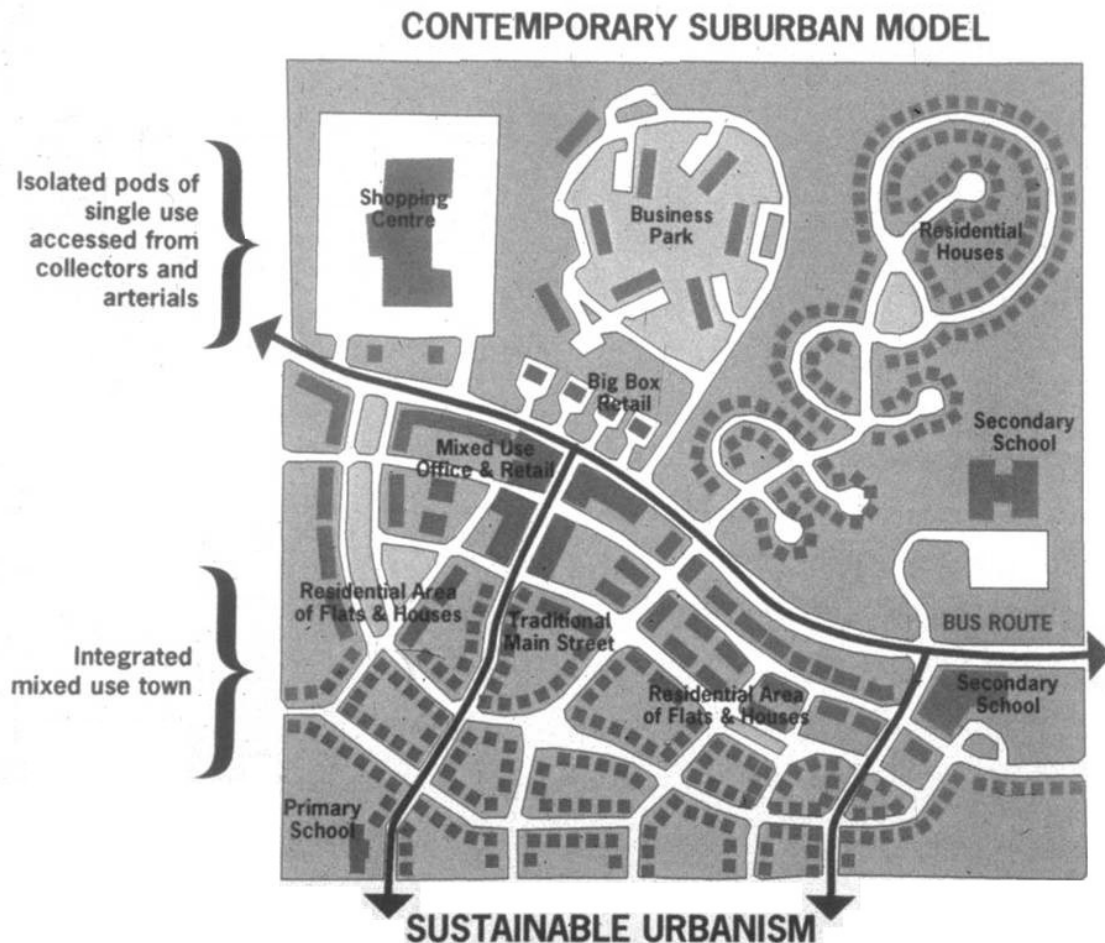 CONTEMPORARY SUBURBAN MODEL
Isolated pods of
single use
accessed from
collectors and
arterials
Shopping
Centre
Business
Park
Residential
Houses
Big Box
Retail
Secondary
School
Mixed Use
Office & Retail
Residential Area
of Flats & Houses
Traditional
Main Street
BUS ROUTE
Integrated
mixed use town
Residential Area
of Flats & Houses
Secondary
School
Primary
School
SUSTAINABLE URBANISM